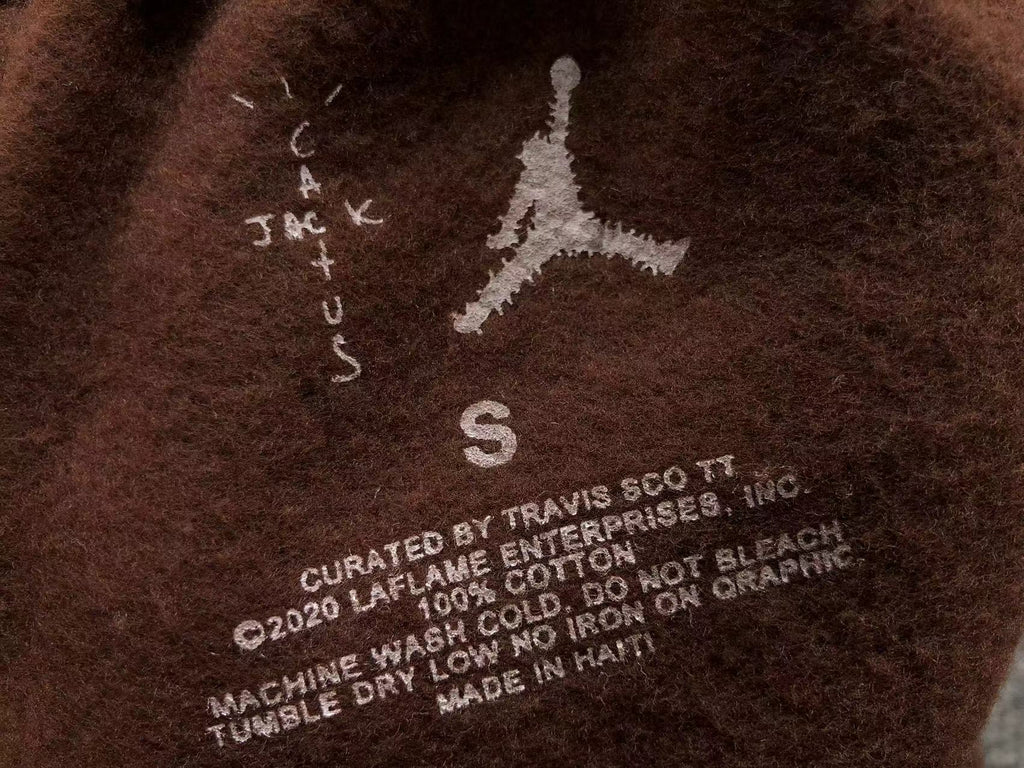 CACTUS
JACK
S
CURATED BY TRAVIS SCO TT
©2020 LAFLAME ENTERPRISES, INC.
100% COTTON
MACHINE WASH COLD. DO NOT BLEACH
TUMBLE DRY LOW NO IRON ON QRAPHIC.
MADE IN HAITI